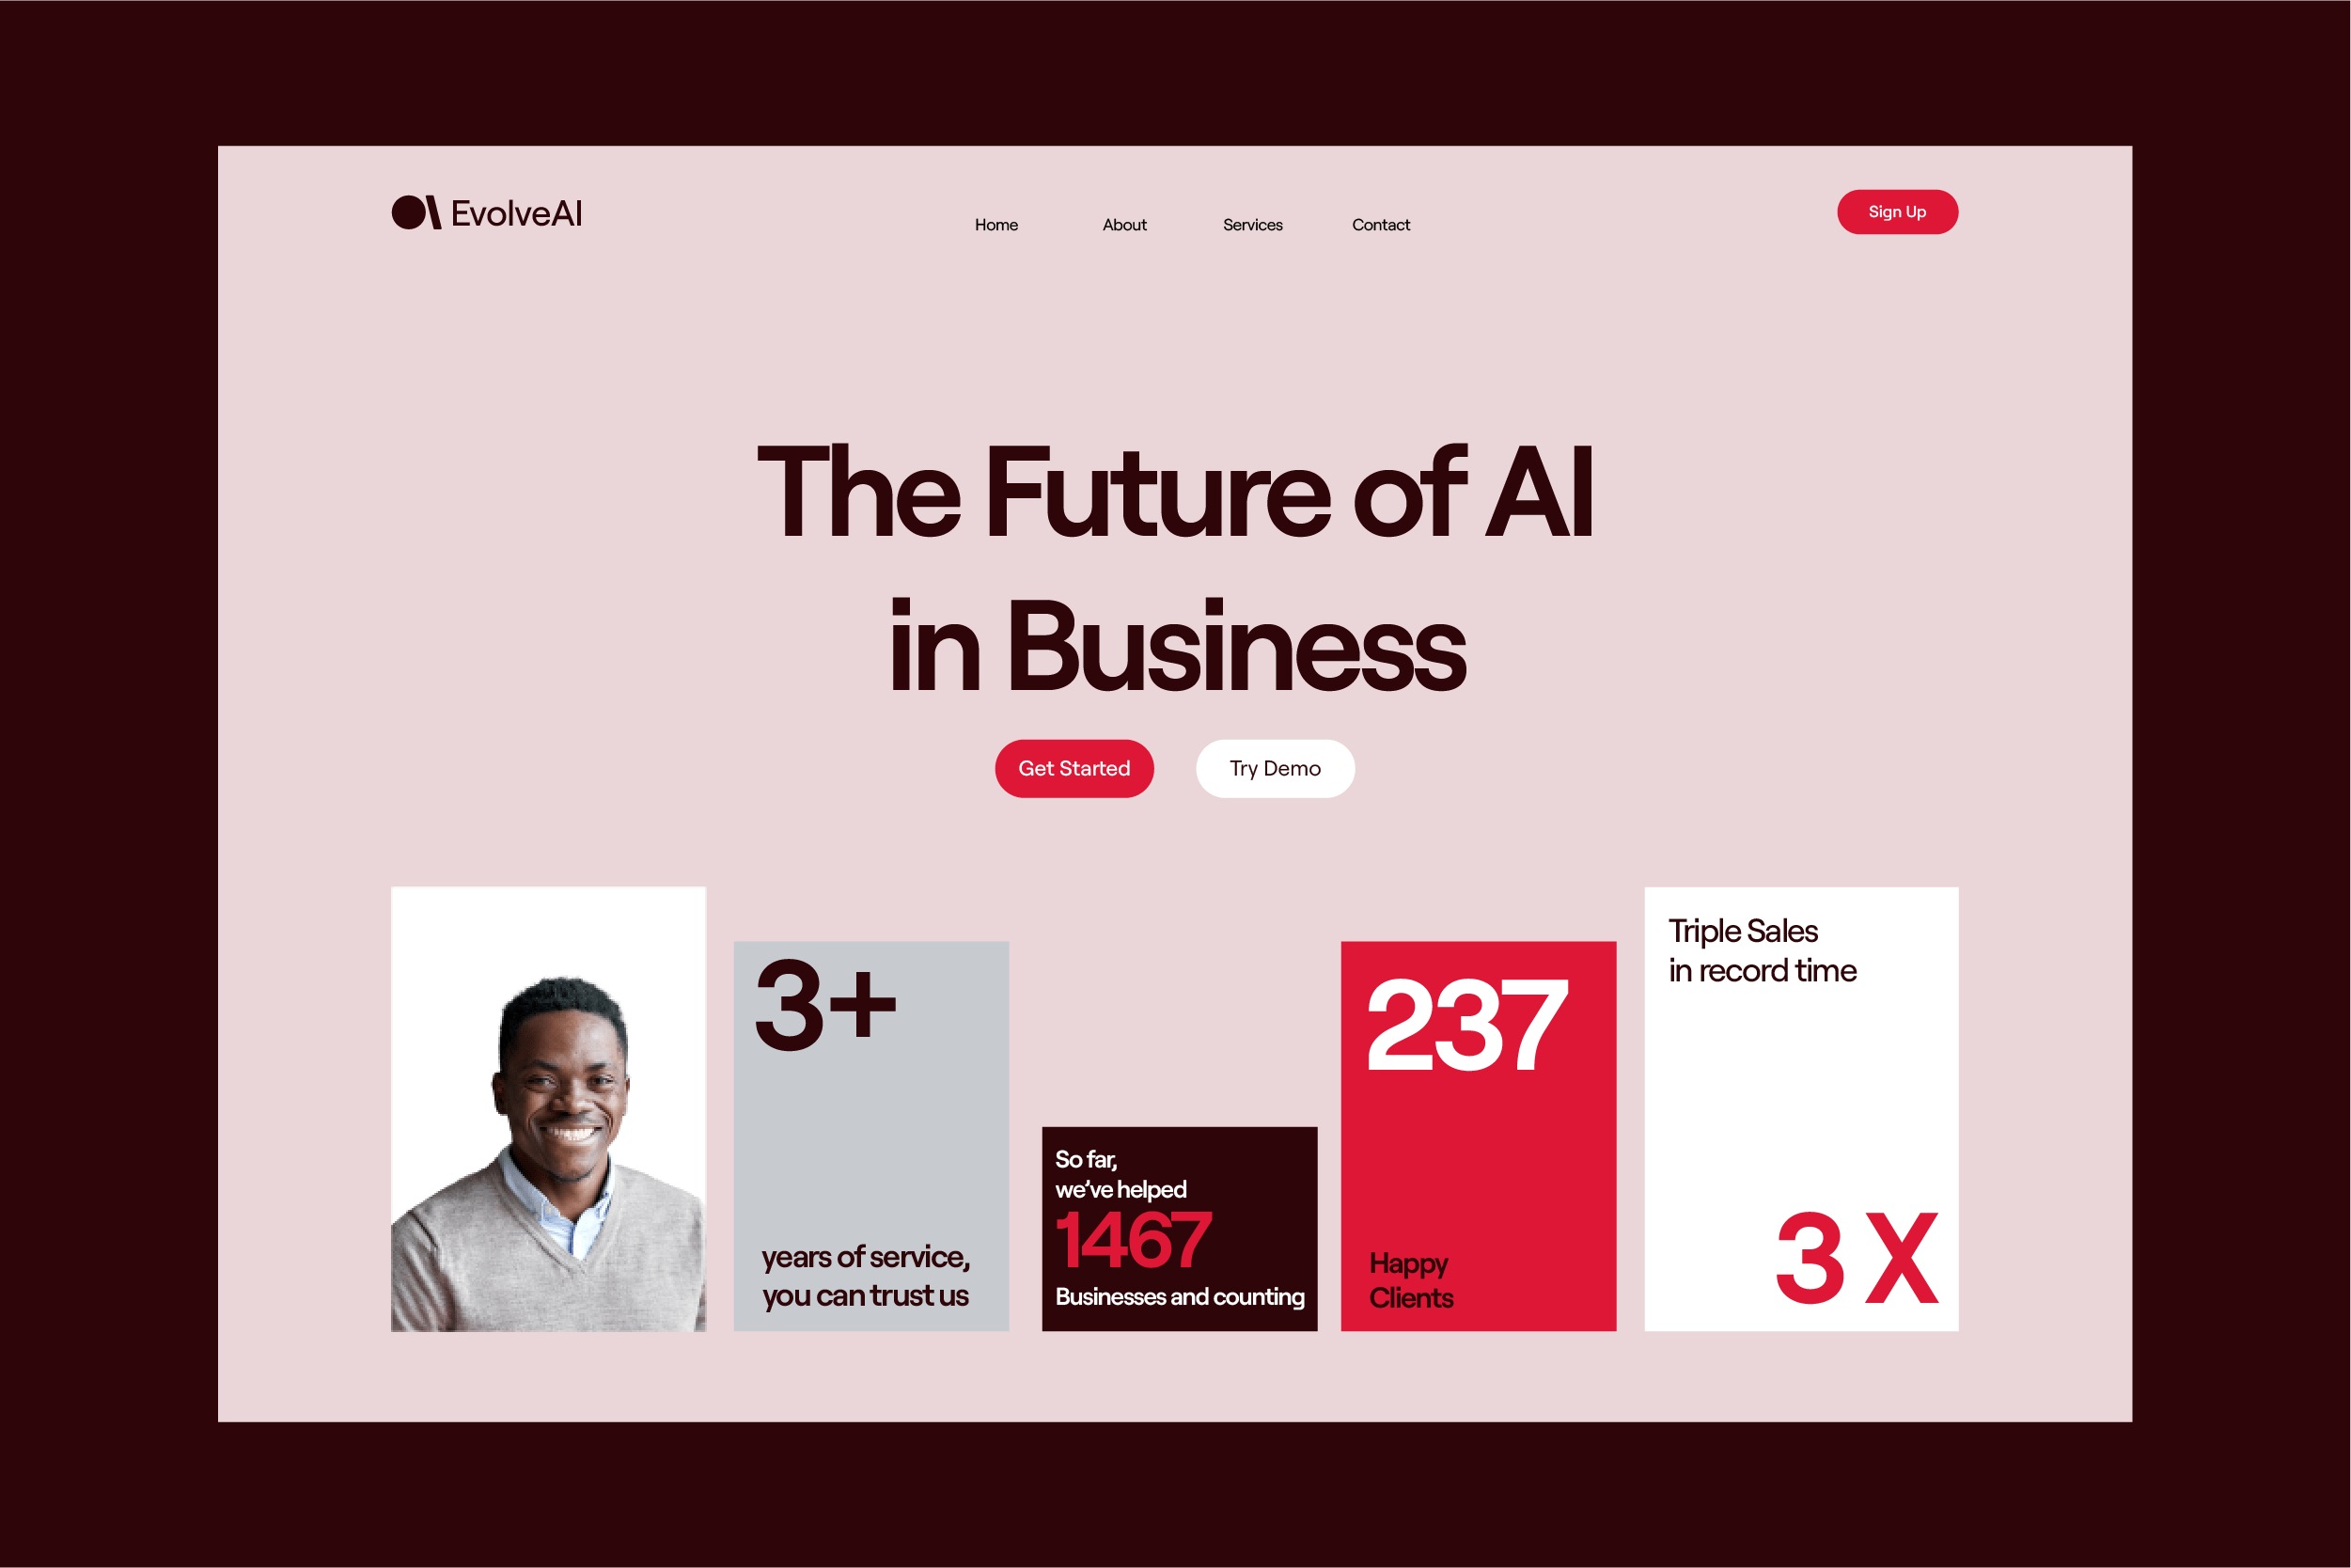 EvolveAI
Home About Services Contact
Sign Up
The Future of AI
in Business
Get Started
Try Demo
3+
years of service,
you can trust us
So far,
we’ve helped
1467
Businesses and counting
237
Happy
Clients
Triple Sales
in record time
3 X